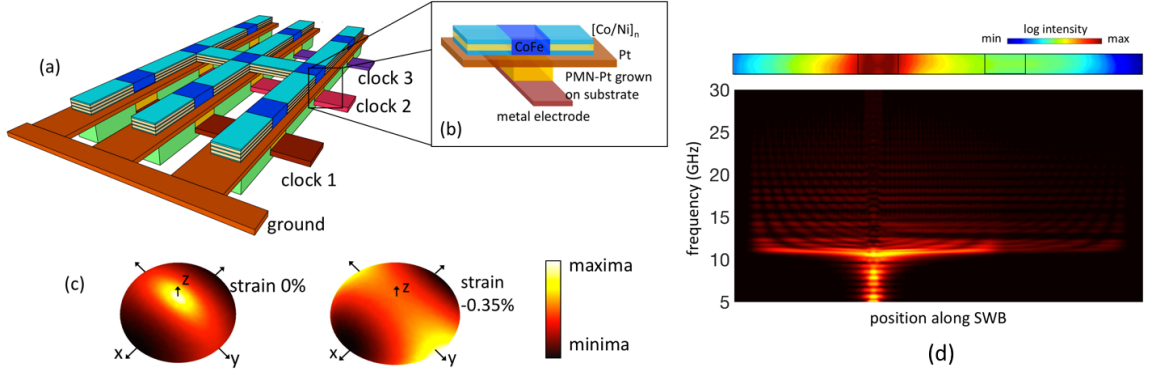 (a)
clock 3
clock 2
clock 1
ground
[Co/Ni]n
CoFe
Pt
PMN-Pt grown
on substrate
metal electrode
(b)
(c)
z
strain 0%
x
y
z
strain
-0.35%
x
y
maxima
minima
log intensity
min
max
frequency (GHz)
30
25
20
15
10
5
position along SWB
(d)